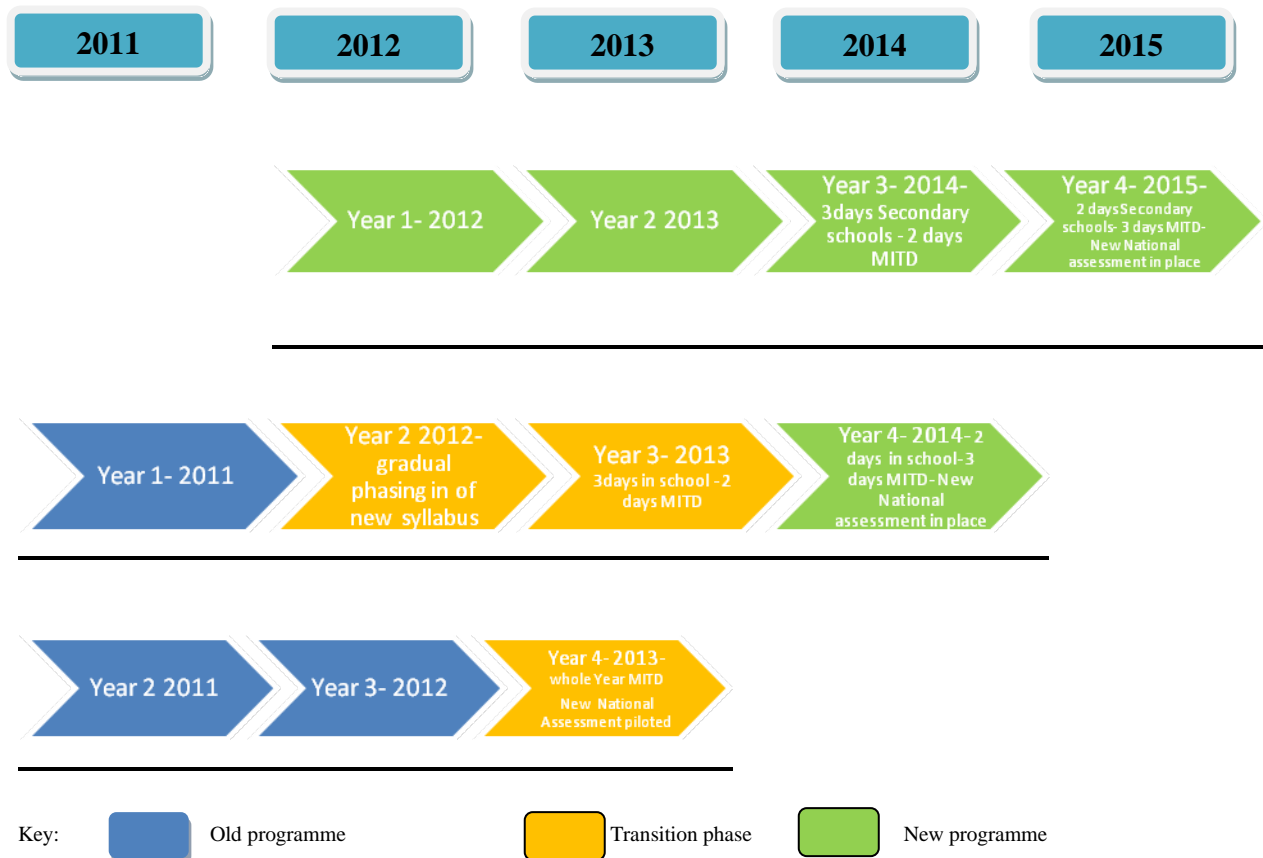 2011
2012
2013
2014
2015
Year 1- 2012
Year 2 2013
Year 3- 2014-
3days Secondary
schools - 2 days
MITD
Year 4- 2015-
2 days Secondary
schools- 3 days MITD-
New National
assessment in place
Year 1- 2011
Year 2 2012-
gradual
phasing in of
new syllabus
Year 3- 2013
3days in school -2
days MITD
Year 4- 2014- 2
days in school-3
days MITD- New
National
assessment in place
Year 2 2011
Year 3- 2012
Year 4- 2013-
whole Year MITD
New National
Assessment piloted
Key:
Old programme
Transition phase
New programme